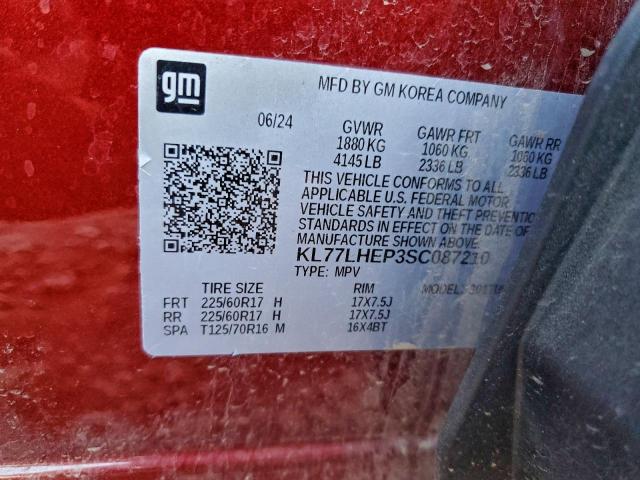 gm
MFD BY GM KOREA COMPANY
06/24 GVWR GAWR FRT GAWR RR
1880 KG 1060 KG 1060 KG
4145 LB 2336 LB 2336 LB
THIS VEHICLE CONFORMS TO ALL
APPLICABLE U.S. FEDERAL MOTOR
VEHICLE SAFETY AND THEFT PREVENTIO
STANDARDS IN EFFECT ON THE DATE OF
MANUFACTURE SHOWN ABOVE.
KL77LHEP3SC087210
TYPE: MPV MODEL:
TIRE SIZE RIM
FRT 225/60R17 H 17X7.5J
RR 225/60R17 H 17X7.5J
SPA T125/70R16 M 16X4BT